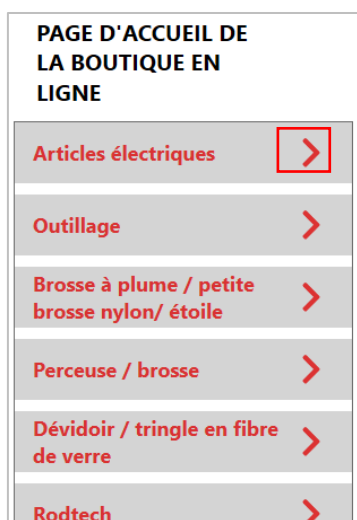 PAGE D'ACCUEIL DE
LA BOUTIQUE EN
LIGNE
Articles électriques
Outillage
Brosse à plume / petite
brosse nylon/ étoile
Perceuse / brosse
Dévidoir / tringle en fibre
de verre
Rodtech